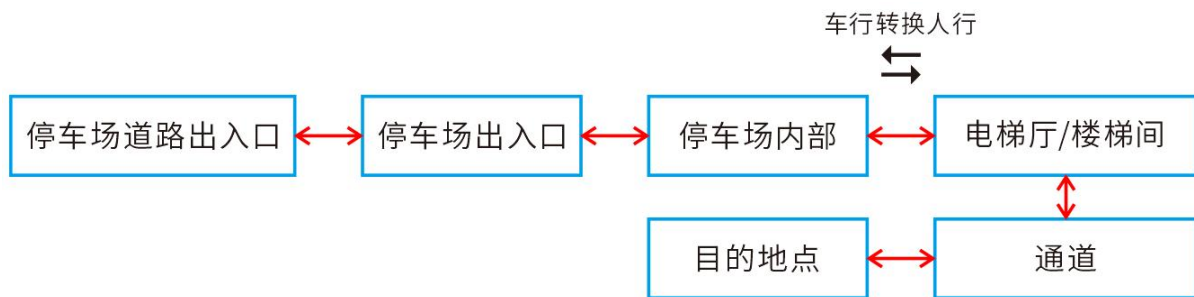 车行转换人行
停车场道路出入口
停车场出入口
停车场内部
电梯厅/楼梯间
目的地点
通道